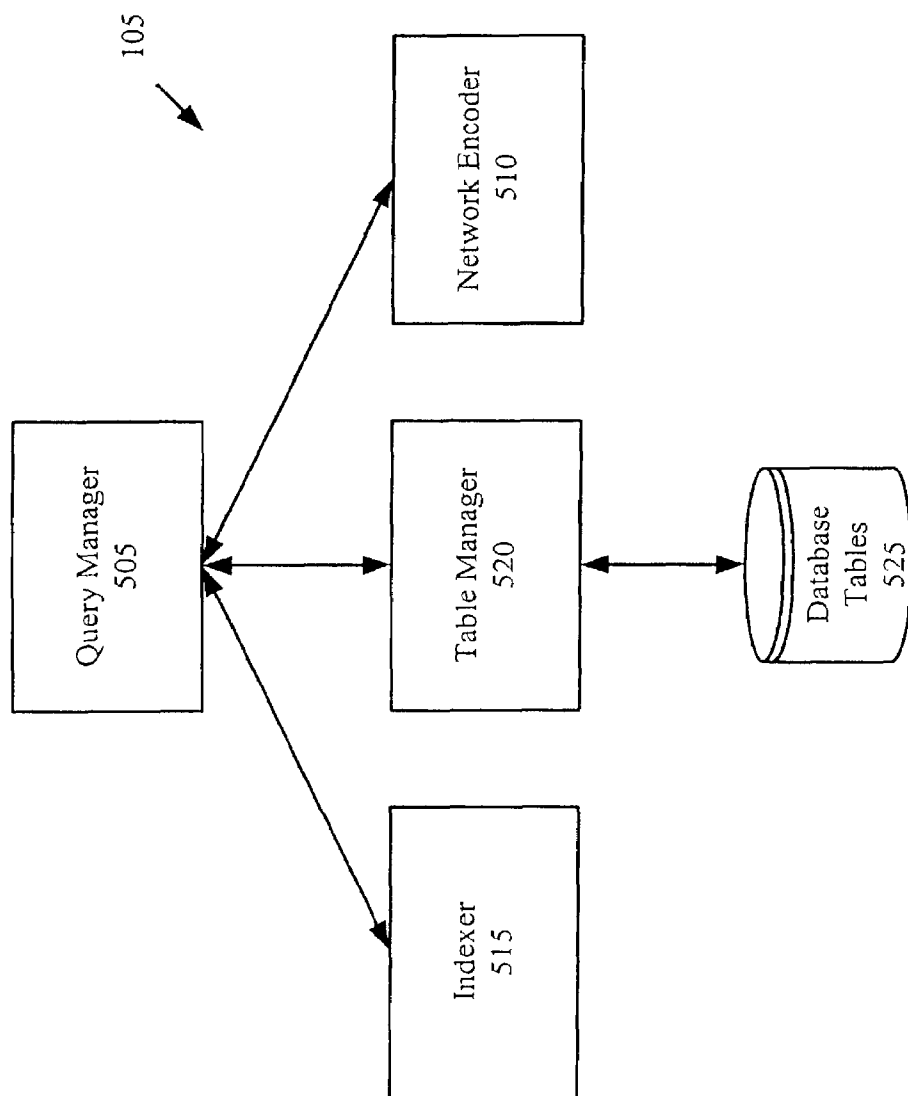 105
Query Manager
505
Network Encoder
510
Table Manager
520
Indexer
515
Database
Tables
525